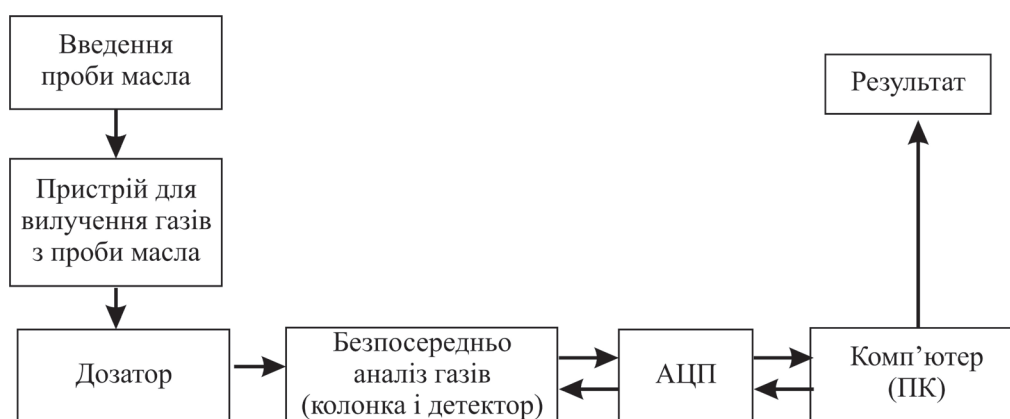 Введення
проби масла
Пристрій для
вилучення газів
з проби масла
Дозатор
Безпосередньо
аналіз газів
(колонка і детектор)
АЦП
Комп’ютер
(ПК)
Результат